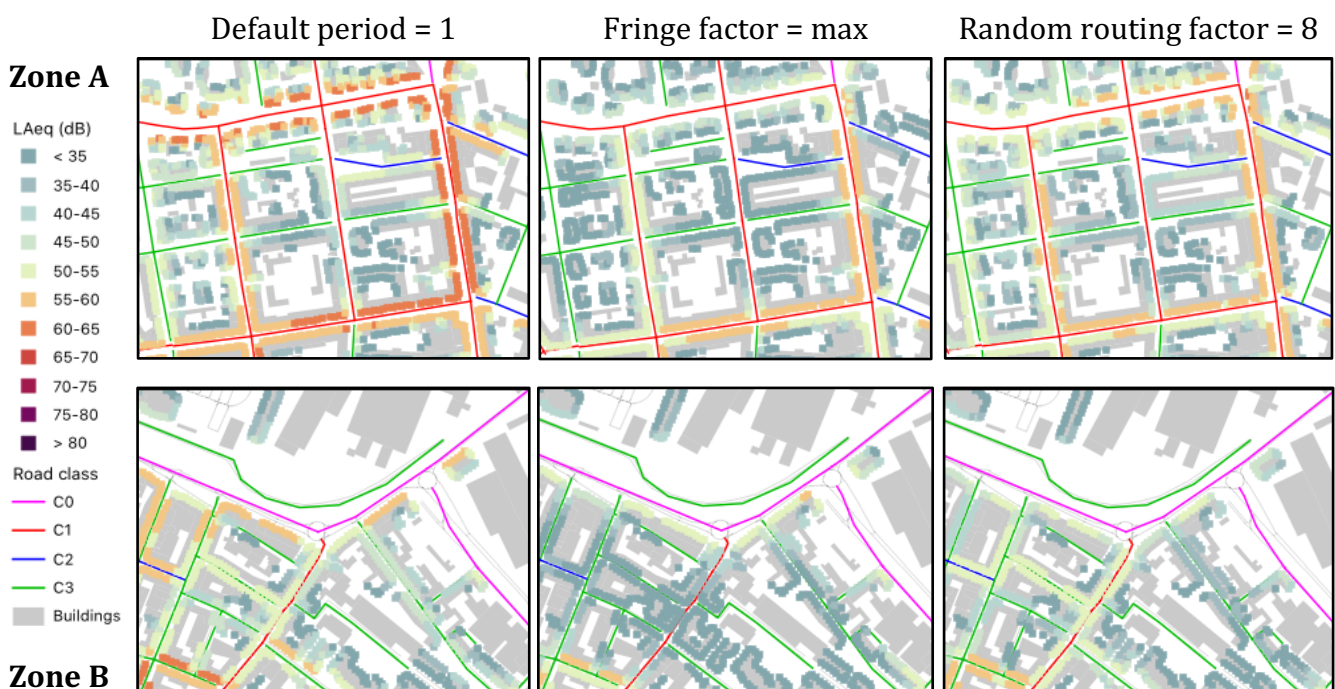 Default period = 1
Fringe factor = max
Random routing factor = 8
Zone A
LAeq (dB)
< 35
35-40
40-45
45-50
50-55
55-60
60-65
65-70
70-75
75-80
> 80
Road class
C0
C1
C2
C3
Buildings
Zone B